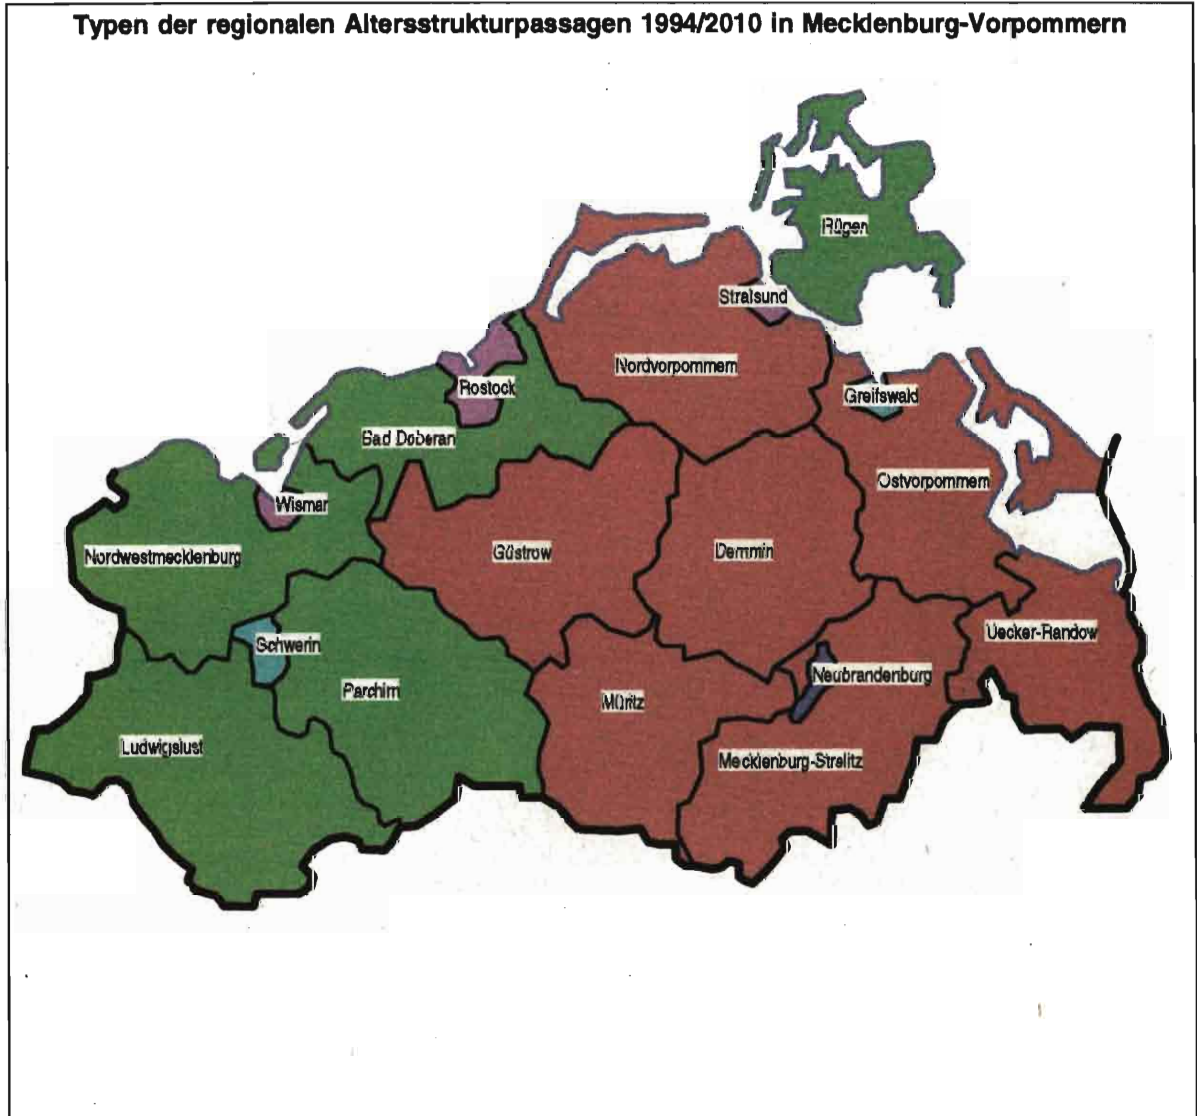 Typen der regionalen Altersstrukturpassagen 1994/2010 in Mecklenburg-Vorpommern
Rügen
Stralsund
Nordvorpommern
Rostock
Greifswald
Bad Doberan
Ostvorpommern
Wismar
Nordwestmecklenburg
Güstrow
Demmin
Uecker-Randow
Schwerin
Neubrandenburg
Parchim
Müritz
Ludwigslust
Mecklenburg-Strelitz